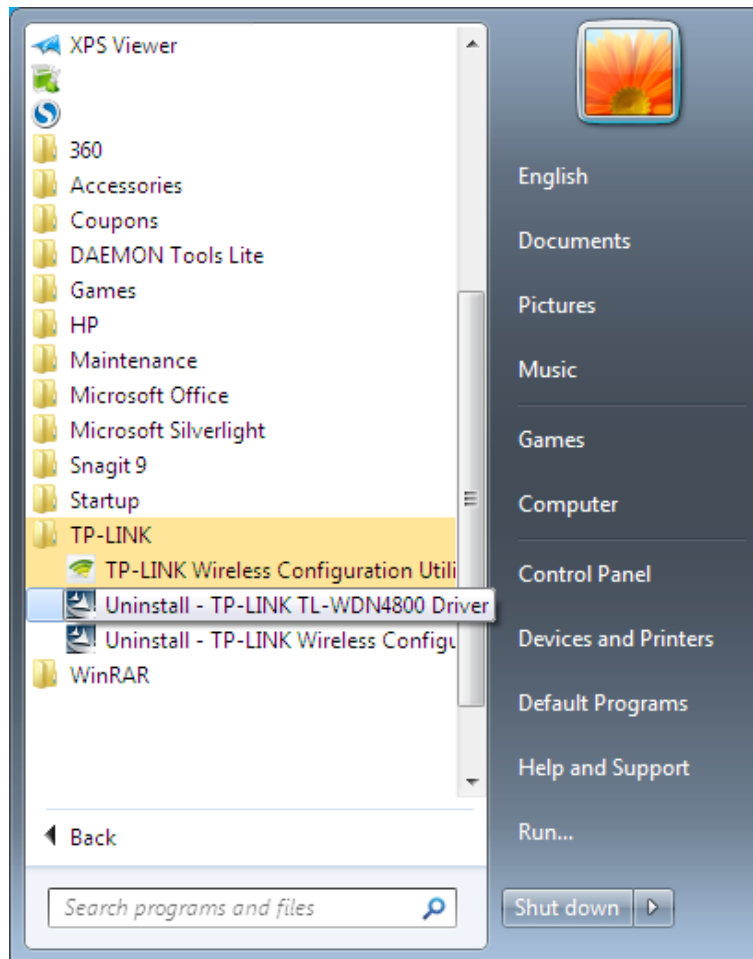 XPS Viewer
360
Accessories
Coupons
DAEMON Tools Lite
Games
HP
Maintenance
Microsoft Office
Microsoft Silverlight
Snagit 9
Startup
TP-LINK
TP-LINK Wireless Configuration Utili
Uninstall - TP-LINK TL-WDN4800 Driver
Uninstall - TP-LINK Wireless Configu
WinRAR
Back
Search programs and files
English
Documents
Pictures
Music
Games
Computer
Control Panel
Devices and Printers
Default Programs
Help and Support
Run...
Shut down